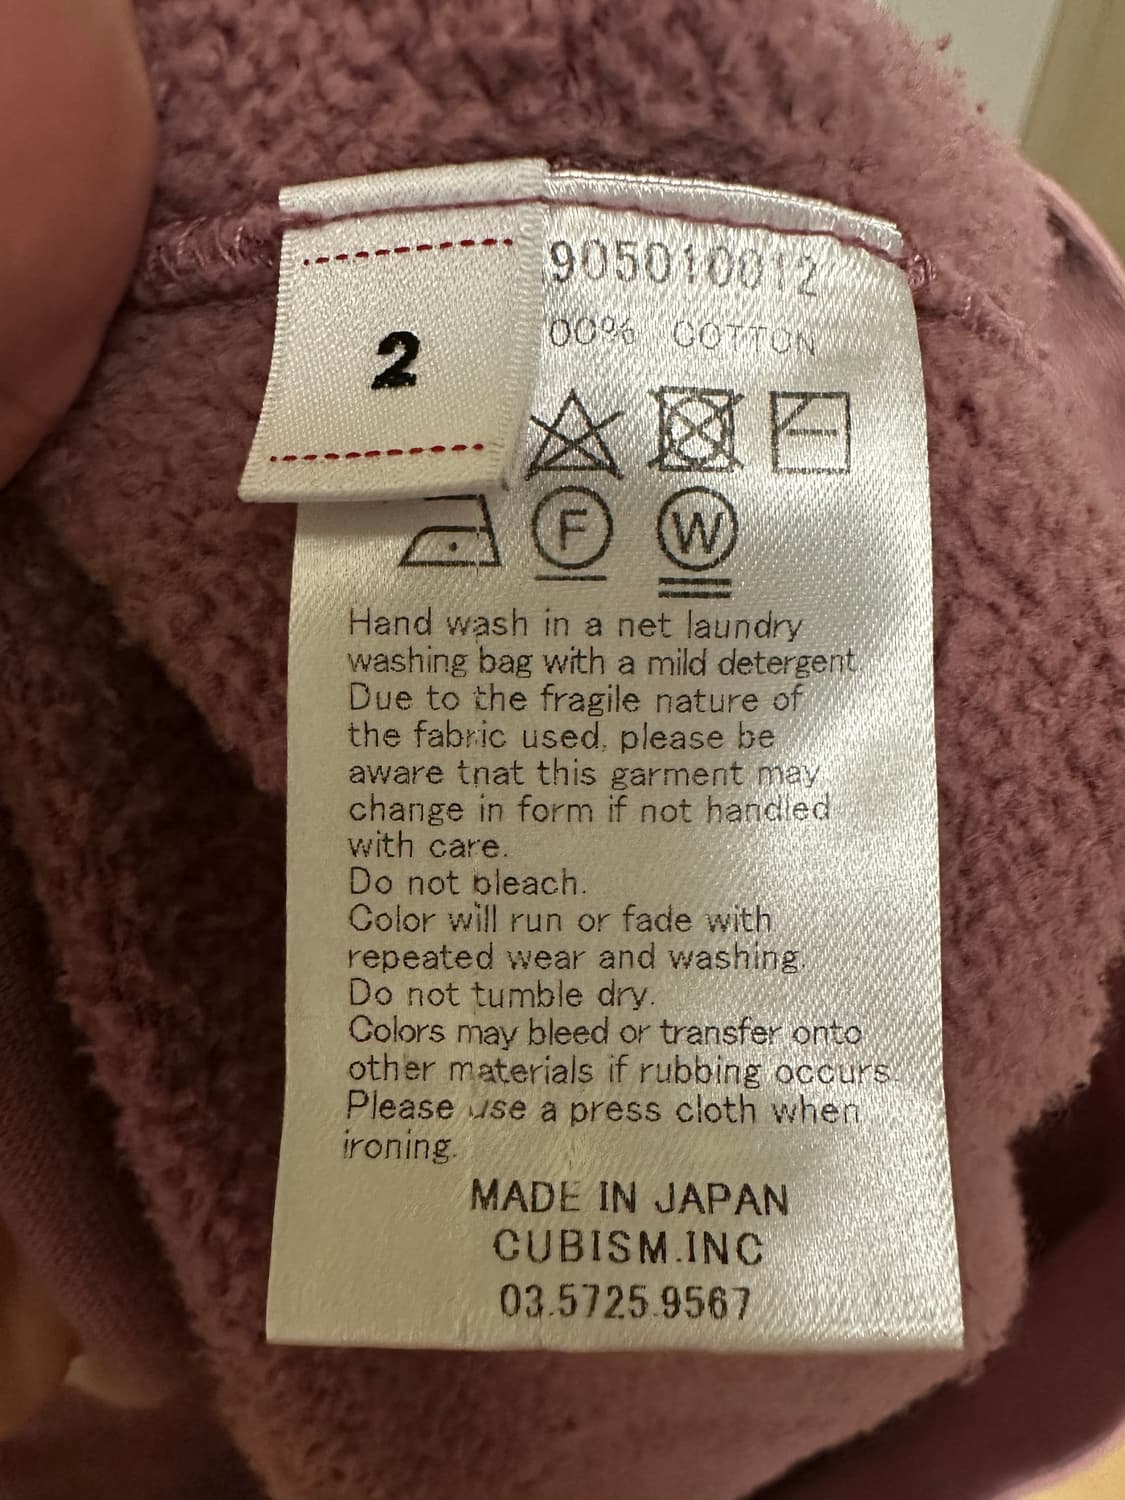 2
905010012
00% COTTON
F W
Hand wash in a net laundry
washing bag with a mild detergent.
Due to the fragile nature of
the fabric used, please be
aware that this garment may
change in form if not handled
with care.
Do not bleach.
Color will run or fade with
repeated wear and washing.
Do not tumble dry.
Colors may bleed or transfer onto
other materials if rubbing occurs.
Please use a press cloth when
ironing.
MADE IN JAPAN
CUBISM.INC
03.5725.9567